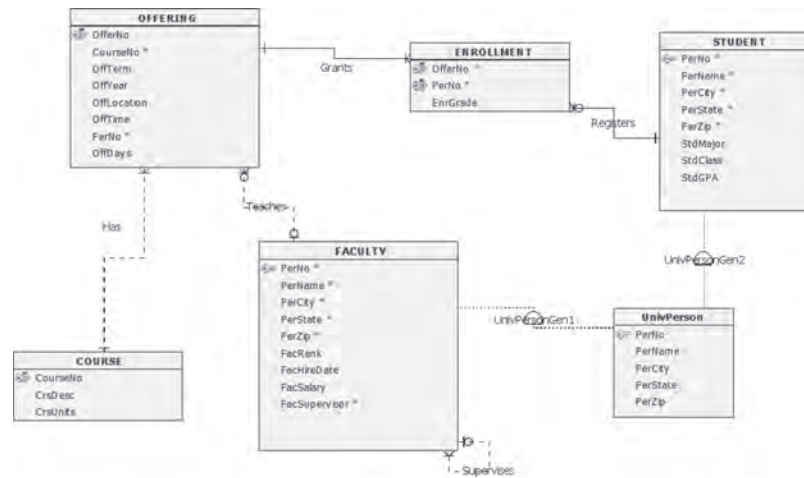 OFFERING
OfferNo
CourseNo *
OffTerm
OffYear
OffLocation
OffTime
PerNo *
OffDays
Grants
ENROLLMENT
OfferNo *
PerNo *
EnrGrade
Registers
STUDENT
PerNo *
PerName *
PerCity *
PerState *
PerZip *
StdMajor
StdClass
StdGPA
Has
Teaches
FACULTY
PerNo *
PerName *
PerCity *
PerState *
PerZip *
FacRank
FacHireDate
FacSalary
FacSupervisor *
Supervises
UnivPersonGen1
UnivPersonGen2
UnivPerson
PerNo
PerName
PerCity
PerState
PerZip
COURSE
CourseNo
CrsDesc
CrsUnits